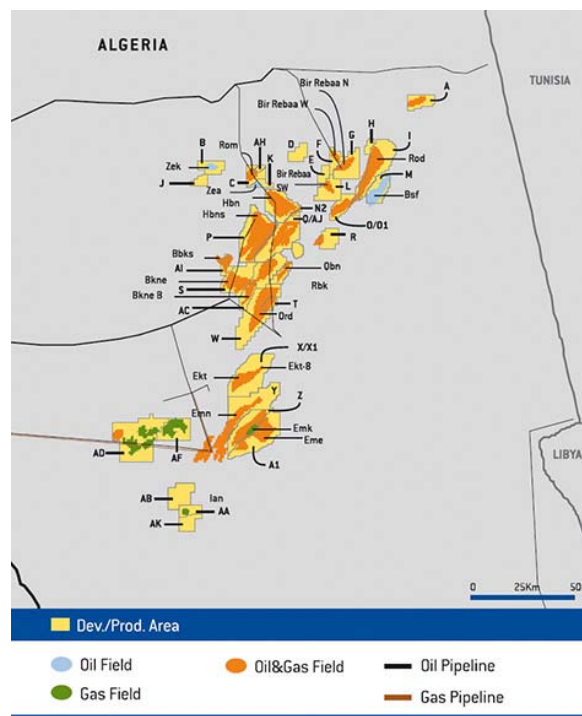 ALGERIA
TUNISIA
A
Bir Rebaa N
Bir Rebaa W
H
I
B
Rom
AH
D
F
G
Zek
K
E
Rod
Bir Rebaa
M
J
C
L
Zea
SW
Bsf
Hbn
N2
Hbns
Q/AJ
O/O1
P
R
Bbks
AI
Qbn
Bkne
S
Rbk
Bkne B
T
AC
Ord
W
X/X1
Ekt
Ekt-8
Y
Z
Emn
Emk
Eme
AD
AF
A1
LIBYA
AB
Ian
AA
AK
0 25Km 50
Dev./Prod. Area
Oil Field
Oil&Gas Field
Oil Pipeline
Gas Field
Gas Pipeline